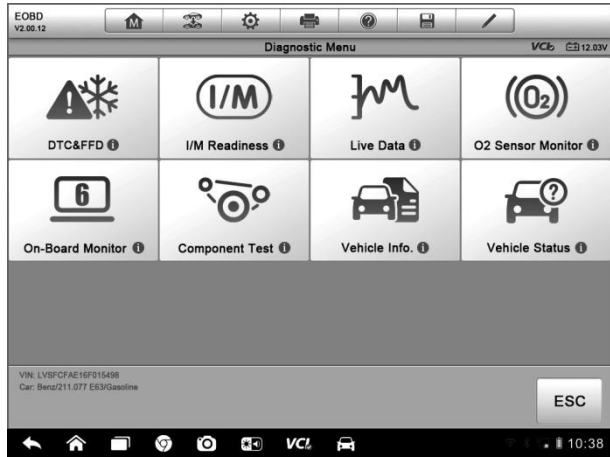 EOBD
V2.00.12
M
Diagnostic Menu
VCI
12.03V
DTC&FFD
I/M
I/M Readiness
Live Data
O2
O2 Sensor Monitor
6
On-Board Monitor
Component Test
Vehicle Info.
?
Vehicle Status
VIN: LVSFCFAE16F015498
Car: Benz/211.077 E63/Gasoline
ESC
VCI
10:38